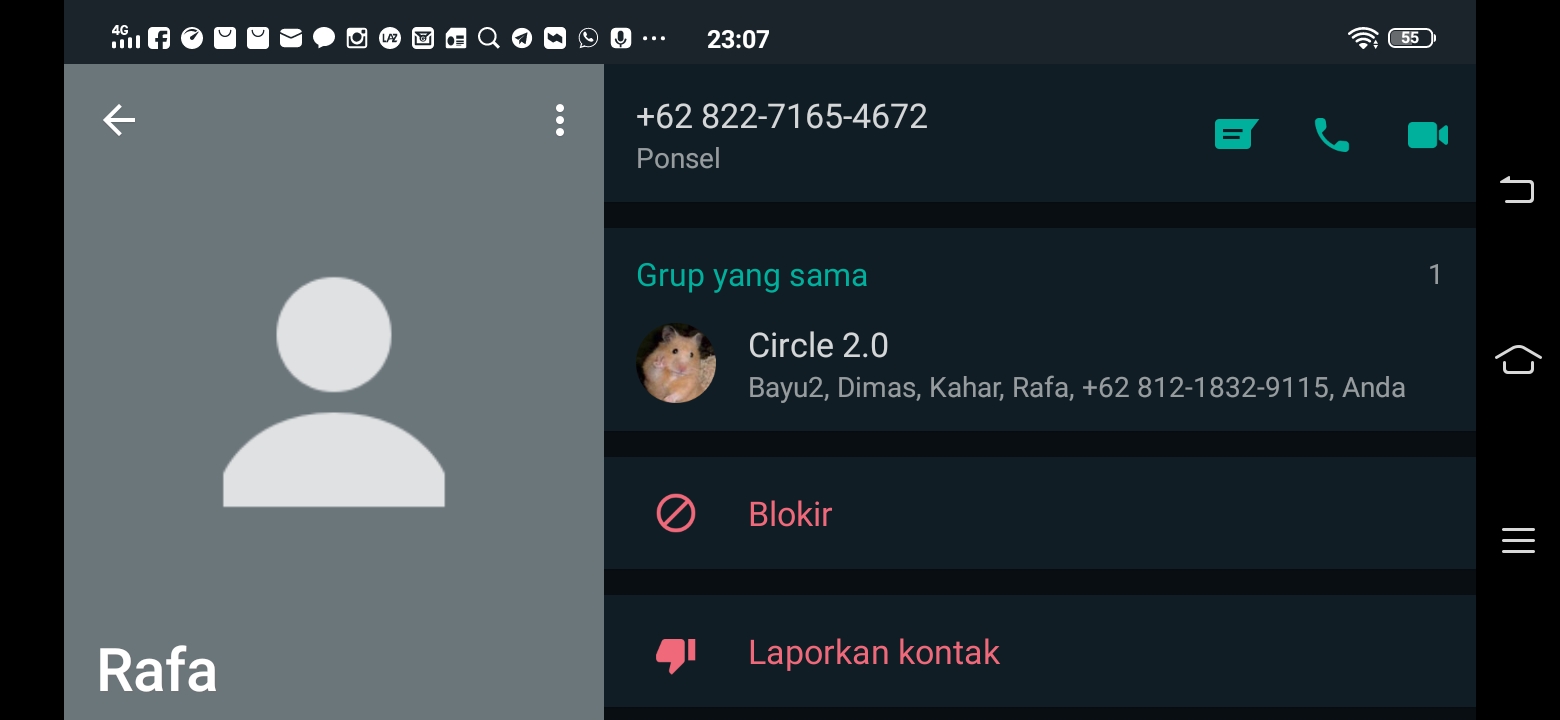 4G
23:07
55
+62 822-7165-4672
Ponsel
Grup yang sama
1
Circle 2.0
Bayu2, Dimas, Kahar, Rafa, +62 812-1832-9115, Anda
Blokir
Laporkan kontak
Rafa